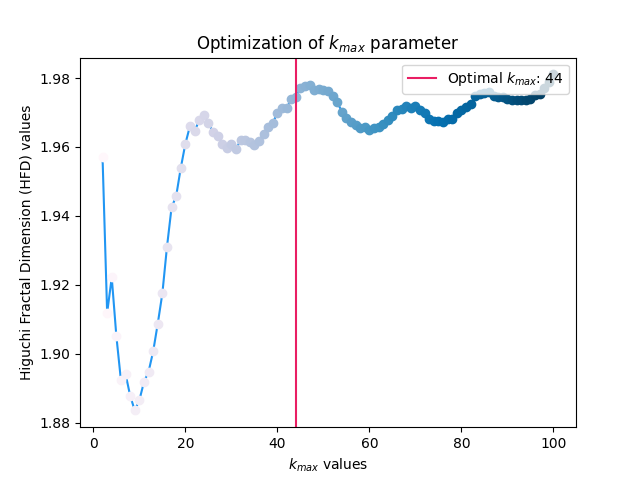 Optimization of k_max parameter
Optimal k_max: 44
Higuchi Fractal Dimension (HFD) values
1.98
1.96
1.94
1.92
1.90
1.88
0 20 40 60 80 100
k_max values